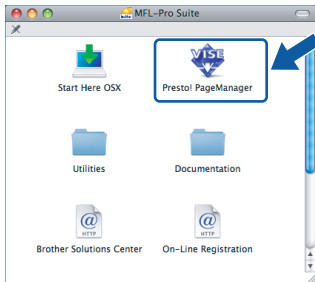 MFL-Pro Suite
VISE
Start Here OSX
Presto! PageManager
Utilities
Documentation
@
HTTP
@
HTTP
Brother Solutions Center
On-Line Registration